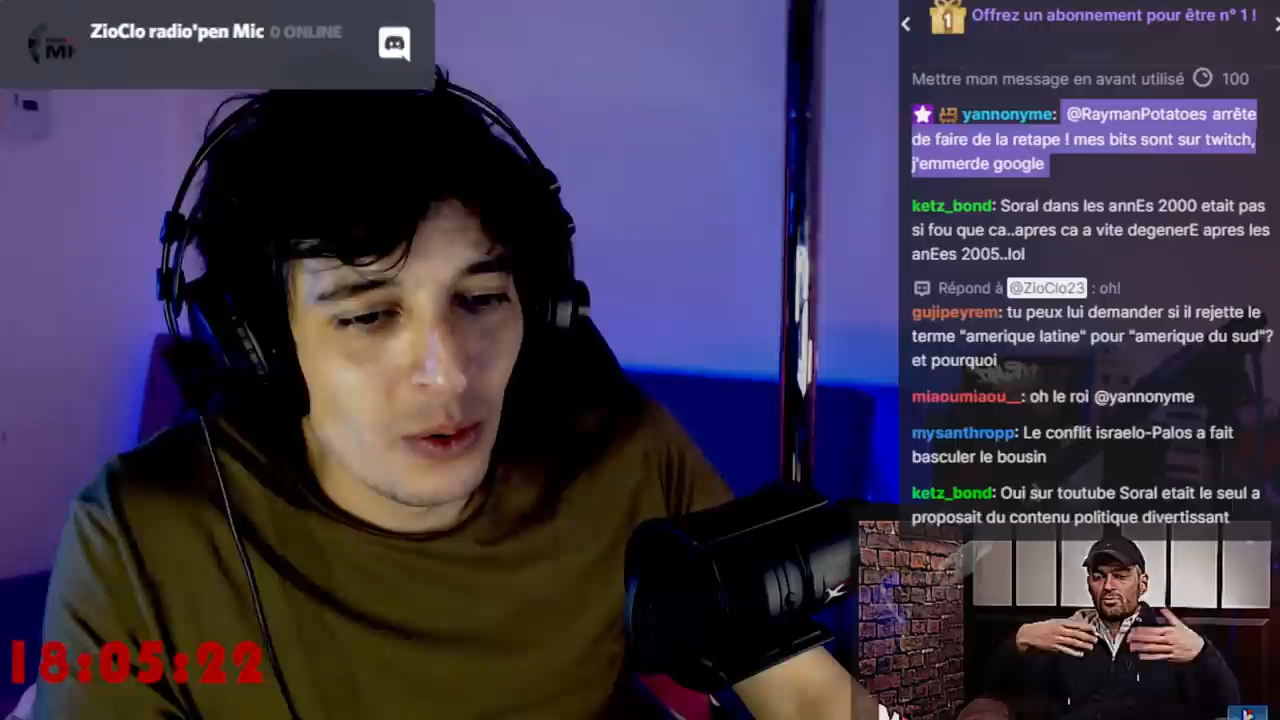 ZioClo radio'pen Mic 0 ONLINE
MI
Offrez un abonnement pour être n° 1 !
1
Mettre mon message en avant utilisé 100
yannonyme: @RaymanPotatoes arrête
de faire de la retape ! mes bits sont sur twitch,
j'emmerde google
ketz_bond: Soral dans les annEs 2000 etait pas
si fou que ca..apres ca a vite degenerE apres les
anEes 2005..lol
Répond à @ZioClo23 : oh!
gujipeyrem: tu peux lui demander si il rejette le
terme "amerique latine" pour "amerique du sud"?
et pourquoi
miaoumiaou__: oh le roi @yannonyme
mysanthropp: Le conflit israelo-Palos a fait
basculer le bousin
ketz_bond: Oui sur toutube Soral etait le seul a
proposait du contenu politique divertissant
18:05:22